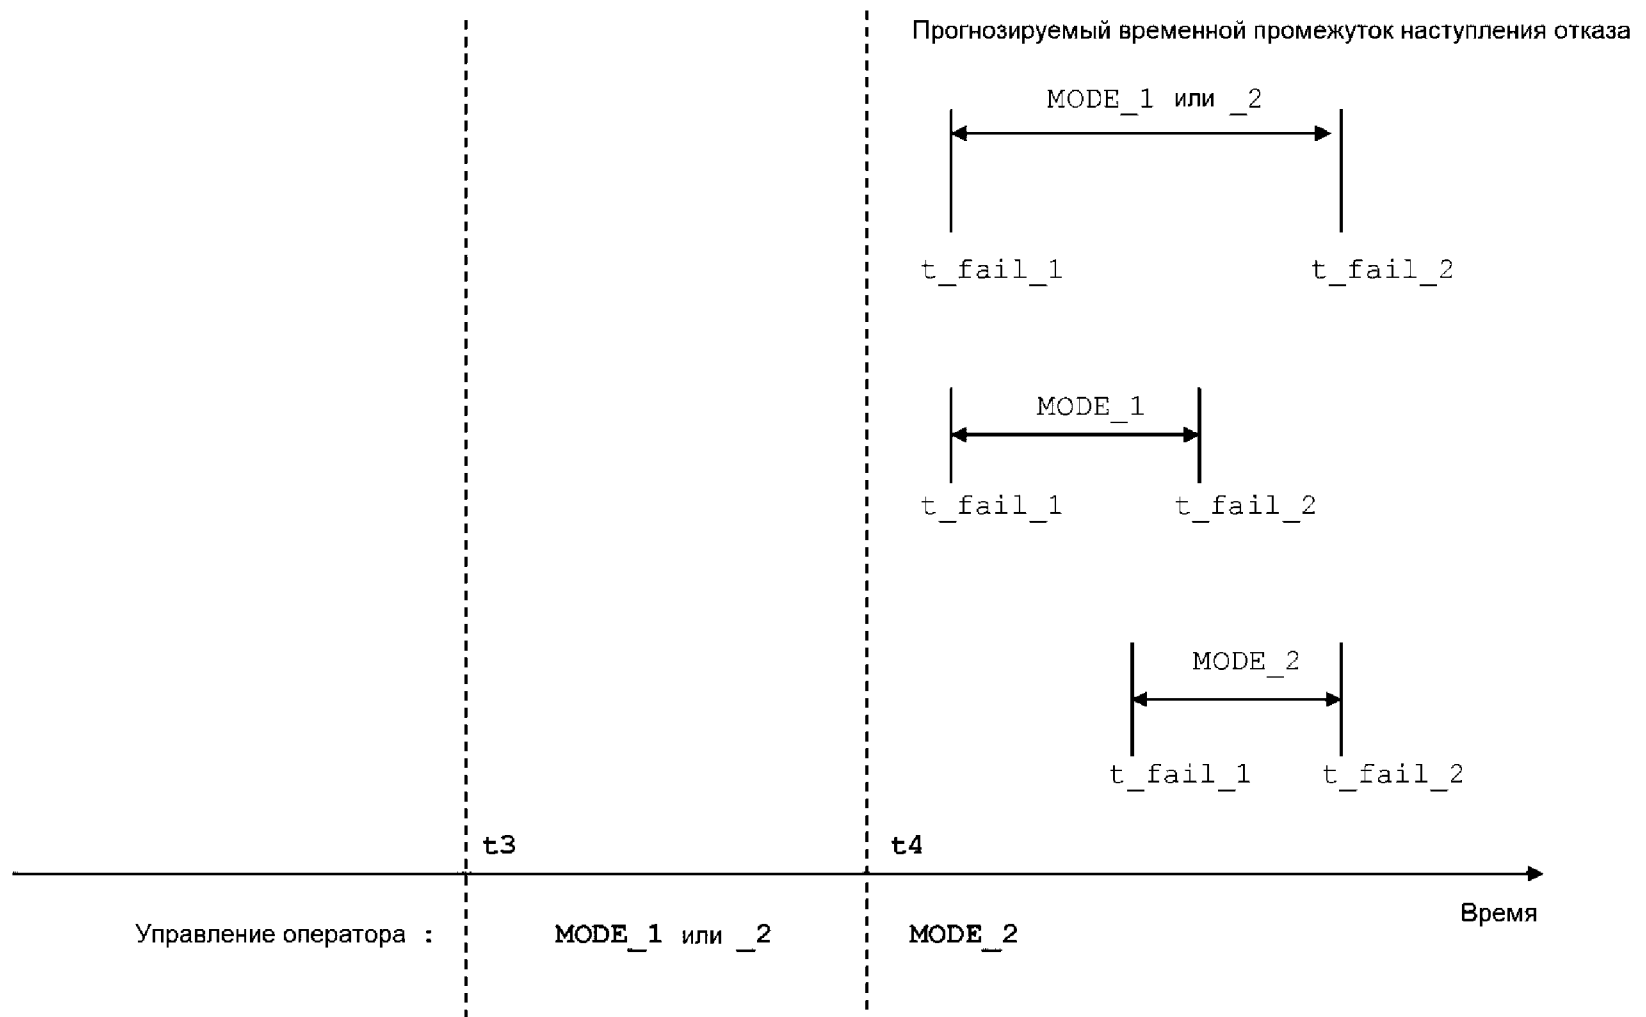 Прогнозируемый временной промежуток наступления отказа
MODE_1 или _2
t_fail_1 t_fail_2
MODE_1
t_fail_1 t_fail_2
MODE_2
t_fail_1 t_fail_2
t3 t4
Время
Управление оператора : MODE_1 или _2 MODE_2